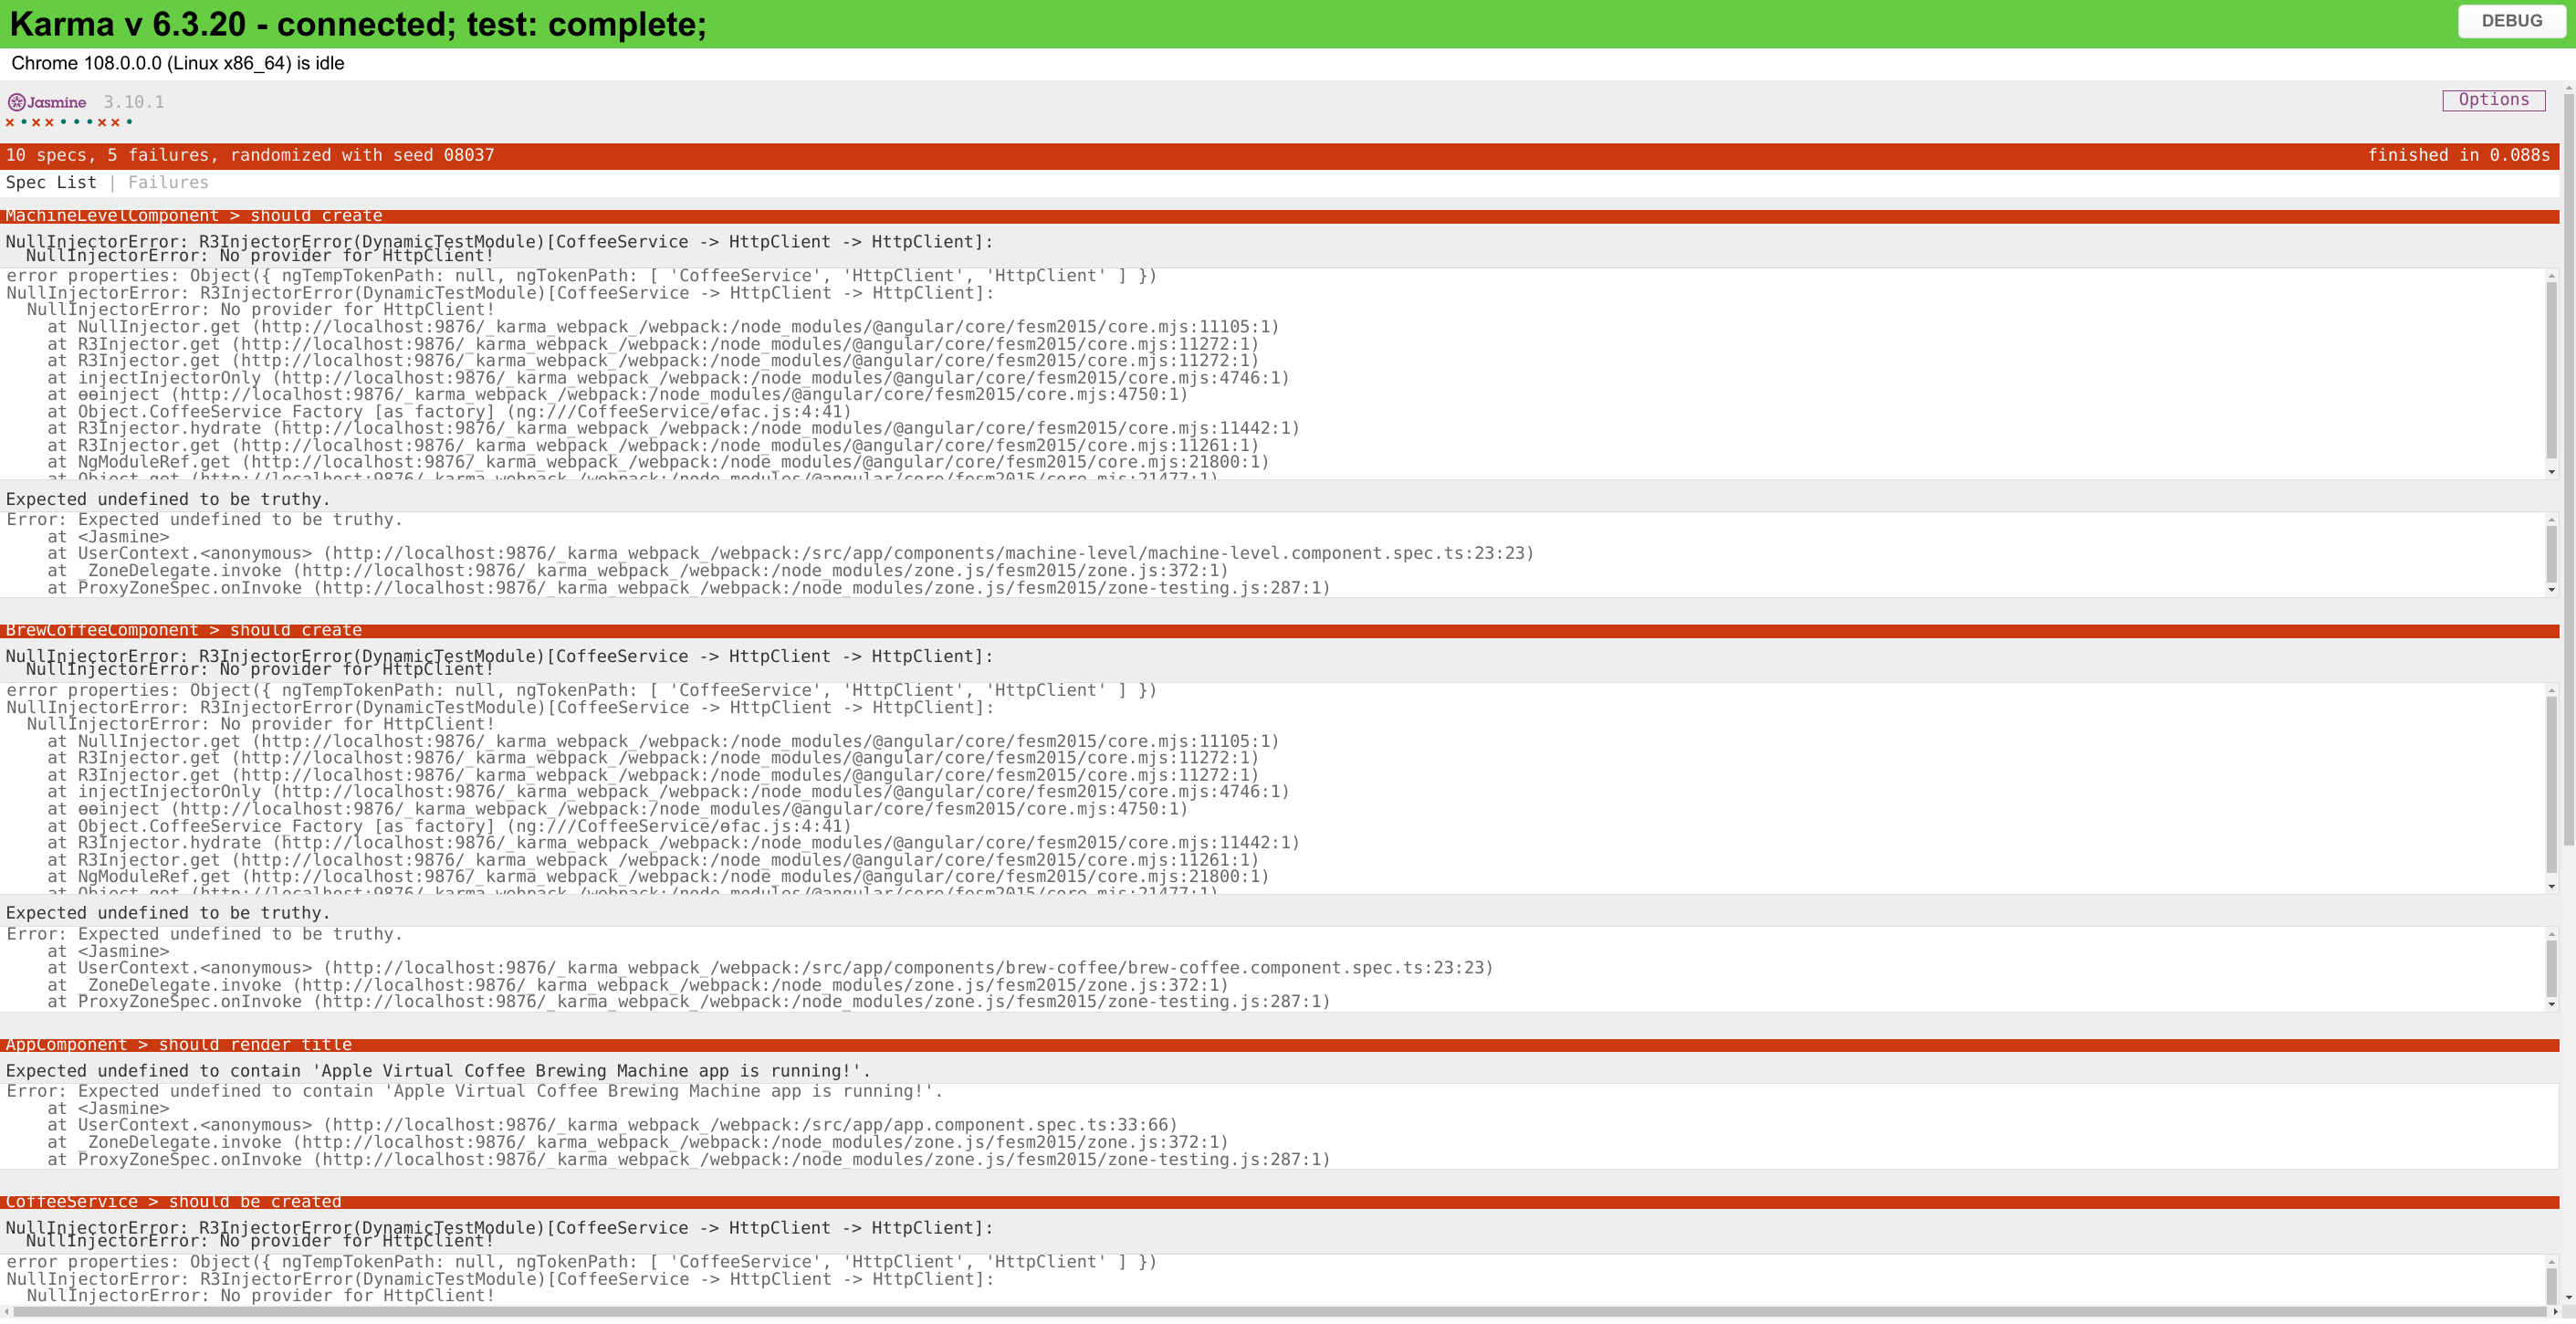 Karma v 6.3.20 - connected; test: complete;
DEBUG
Chrome 108.0.0.0 (Linux x86_64) is idle
Jasmine 3.10.1
Options
10 specs, 5 failures, randomized with seed 08037
finished in 0.088s
Spec List | Failures
MachineLevelComponent > should create
NullInjectorError: R3InjectorError(DynamicTestModule)[CoffeeService -> HttpClient -> HttpClient]:
NullInjectorError: No provider for HttpClient!
error properties: Object({ ngTempTokenPath: null, ngTokenPath: [ 'CoffeeService', 'HttpClient', 'HttpClient' ] })
NullInjectorError: R3InjectorError(DynamicTestModule)[CoffeeService -> HttpClient -> HttpClient]:
NullInjectorError: No provider for HttpClient!
at NullInjector.get (http://localhost:9876/_karma_webpack_/webpack:/node_modules/@angular/core/fesm2015/core.mjs:11105:1)
at R3Injector.get (http://localhost:9876/_karma_webpack_/webpack:/node_modules/@angular/core/fesm2015/core.mjs:11272:1)
at R3Injector.get (http://localhost:9876/_karma_webpack_/webpack:/node_modules/@angular/core/fesm2015/core.mjs:11272:1)
at injectInjectorOnly (http://localhost:9876/_karma_webpack_/webpack:/node_modules/@angular/core/fesm2015/core.mjs:4746:1)
at ɵɵinject (http://localhost:9876/_karma_webpack_/webpack:/node_modules/@angular/core/fesm2015/core.mjs:4750:1)
at Object.CoffeeService_Factory [as factory] (ng:///CoffeeService/ɵfac.js:4:41)
at R3Injector.hydrate (http://localhost:9876/_karma_webpack_/webpack:/node_modules/@angular/core/fesm2015/core.mjs:11442:1)
at R3Injector.get (http://localhost:9876/_karma_webpack_/webpack:/node_modules/@angular/core/fesm2015/core.mjs:11261:1)
at NgModuleRef.get (http://localhost:9876/_karma_webpack_/webpack:/node_modules/@angular/core/fesm2015/core.mjs:21800:1)
at Object.get (http://localhost:9876/_karma_webpack_/webpack:/node_modules/@angular/core/fesm2015/core.mjs:21477:1)
Expected undefined to be truthy.
Error: Expected undefined to be truthy.
at <Jasmine>
at UserContext.<anonymous> (http://localhost:9876/_karma_webpack_/webpack:/src/app/components/machine-level/machine-level.component.spec.ts:23:23)
at _ZoneDelegate.invoke (http://localhost:9876/_karma_webpack_/webpack:/node_modules/zone.js/fesm2015/zone.js:372:1)
at ProxyZoneSpec.onInvoke (http://localhost:9876/_karma_webpack_/webpack:/node_modules/zone.js/fesm2015/zone-testing.js:287:1)
BrewCoffeeComponent > should create
NullInjectorError: R3InjectorError(DynamicTestModule)[CoffeeService -> HttpClient -> HttpClient]:
NullInjectorError: No provider for HttpClient!
error properties: Object({ ngTempTokenPath: null, ngTokenPath: [ 'CoffeeService', 'HttpClient', 'HttpClient' ] })
NullInjectorError: R3InjectorError(DynamicTestModule)[CoffeeService -> HttpClient -> HttpClient]:
NullInjectorError: No provider for HttpClient!
at NullInjector.get (http://localhost:9876/_karma_webpack_/webpack:/node_modules/@angular/core/fesm2015/core.mjs:11105:1)
at R3Injector.get (http://localhost:9876/_karma_webpack_/webpack:/node_modules/@angular/core/fesm2015/core.mjs:11272:1)
at R3Injector.get (http://localhost:9876/_karma_webpack_/webpack:/node_modules/@angular/core/fesm2015/core.mjs:11272:1)
at injectInjectorOnly (http://localhost:9876/_karma_webpack_/webpack:/node_modules/@angular/core/fesm2015/core.mjs:4746:1)
at ɵɵinject (http://localhost:9876/_karma_webpack_/webpack:/node_modules/@angular/core/fesm2015/core.mjs:4750:1)
at Object.CoffeeService_Factory [as factory] (ng:///CoffeeService/ɵfac.js:4:41)
at R3Injector.hydrate (http://localhost:9876/_karma_webpack_/webpack:/node_modules/@angular/core/fesm2015/core.mjs:11442:1)
at R3Injector.get (http://localhost:9876/_karma_webpack_/webpack:/node_modules/@angular/core/fesm2015/core.mjs:11261:1)
at NgModuleRef.get (http://localhost:9876/_karma_webpack_/webpack:/node_modules/@angular/core/fesm2015/core.mjs:21800:1)
at Object.get (http://localhost:9876/_karma_webpack_/webpack:/node_modules/@angular/core/fesm2015/core.mjs:21477:1)
Expected undefined to be truthy.
Error: Expected undefined to be truthy.
at <Jasmine>
at UserContext.<anonymous> (http://localhost:9876/_karma_webpack_/webpack:/src/app/components/brew-coffee/brew-coffee.component.spec.ts:23:23)
at _ZoneDelegate.invoke (http://localhost:9876/_karma_webpack_/webpack:/node_modules/zone.js/fesm2015/zone.js:372:1)
at ProxyZoneSpec.onInvoke (http://localhost:9876/_karma_webpack_/webpack:/node_modules/zone.js/fesm2015/zone-testing.js:287:1)
AppComponent > should render title
Expected undefined to contain 'Apple Virtual Coffee Brewing Machine app is running!'.
Error: Expected undefined to contain 'Apple Virtual Coffee Brewing Machine app is running!'.
at <Jasmine>
at UserContext.<anonymous> (http://localhost:9876/_karma_webpack_/webpack:/src/app/app.component.spec.ts:33:66)
at _ZoneDelegate.invoke (http://localhost:9876/_karma_webpack_/webpack:/node_modules/zone.js/fesm2015/zone.js:372:1)
at ProxyZoneSpec.onInvoke (http://localhost:9876/_karma_webpack_/webpack:/node_modules/zone.js/fesm2015/zone-testing.js:287:1)
CoffeeService > should be created
NullInjectorError: R3InjectorError(DynamicTestModule)[CoffeeService -> HttpClient -> HttpClient]:
NullInjectorError: No provider for HttpClient!
error properties: Object({ ngTempTokenPath: null, ngTokenPath: [ 'CoffeeService', 'HttpClient', 'HttpClient' ] })
NullInjectorError: R3InjectorError(DynamicTestModule)[CoffeeService -> HttpClient -> HttpClient]:
NullInjectorError: No provider for HttpClient!